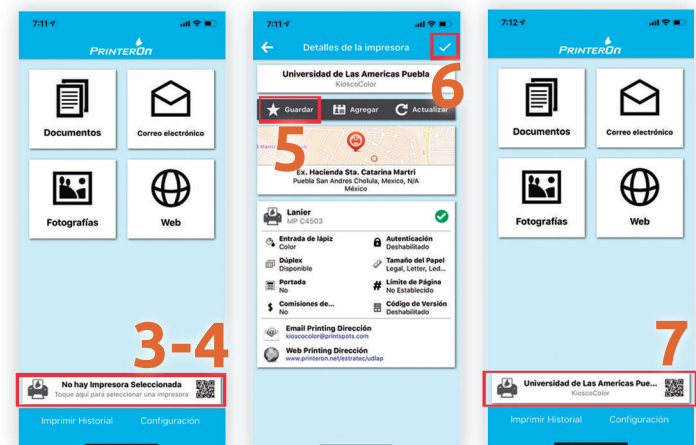 7:11
PRINTERON
Documentos
Correo electrónico
Fotografías
Web
3-4
No hay Impresora Seleccionada
Toque aquí para seleccionar una impresora
Imprimir Historial
Configuración
7:11
Detalles de la impresora
6
Universidad de Las Americas Puebla
KioscoColor
Guardar
Agregar
Actualizar
5
Ex. Hacienda Sta. Catarina Martri
Puebla San Andres Cholula, Mexico, N/A
México
Lanier
MP C4503
Entrada de lápiz
Color
Autenticación
Deshabilitado
Dúplex
Disponible
Tamaño del Papel
Legal, Letter, Led...
Portada
No
Límite de Página
No Establecido
Comisiones de...
No
Código de Versión
Deshabilitado
Email Printing Dirección
kioscocolor@printspots.com
Web Printing Dirección
www.printeron.net/estratec/udlap
7:12
PRINTERON
Documentos
Correo electrónico
Fotografías
Web
7
Universidad de Las Americas Pue...
KioscoColor
Imprimir Historial
Configuración